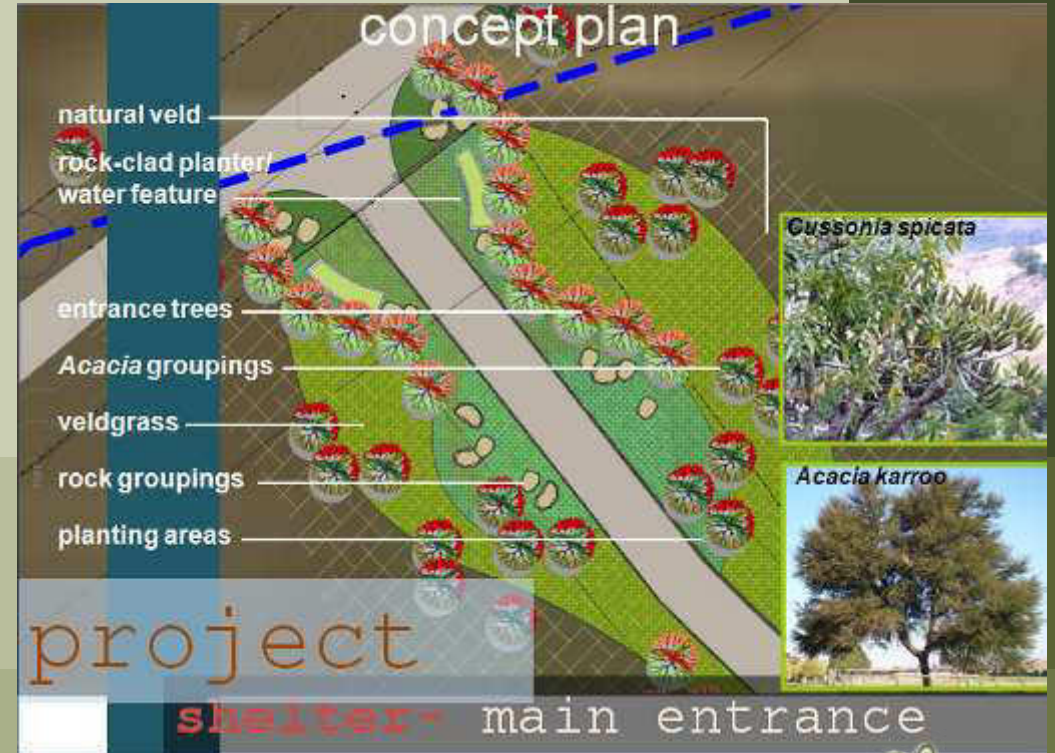 concept plan
natural veld
rock-clad planter/
water feature
entrance trees
Acacia groupings
veldgrass
rock groupings
planting areas
Cussonia spicata
Acacia karroo
project
shelter- main entrance